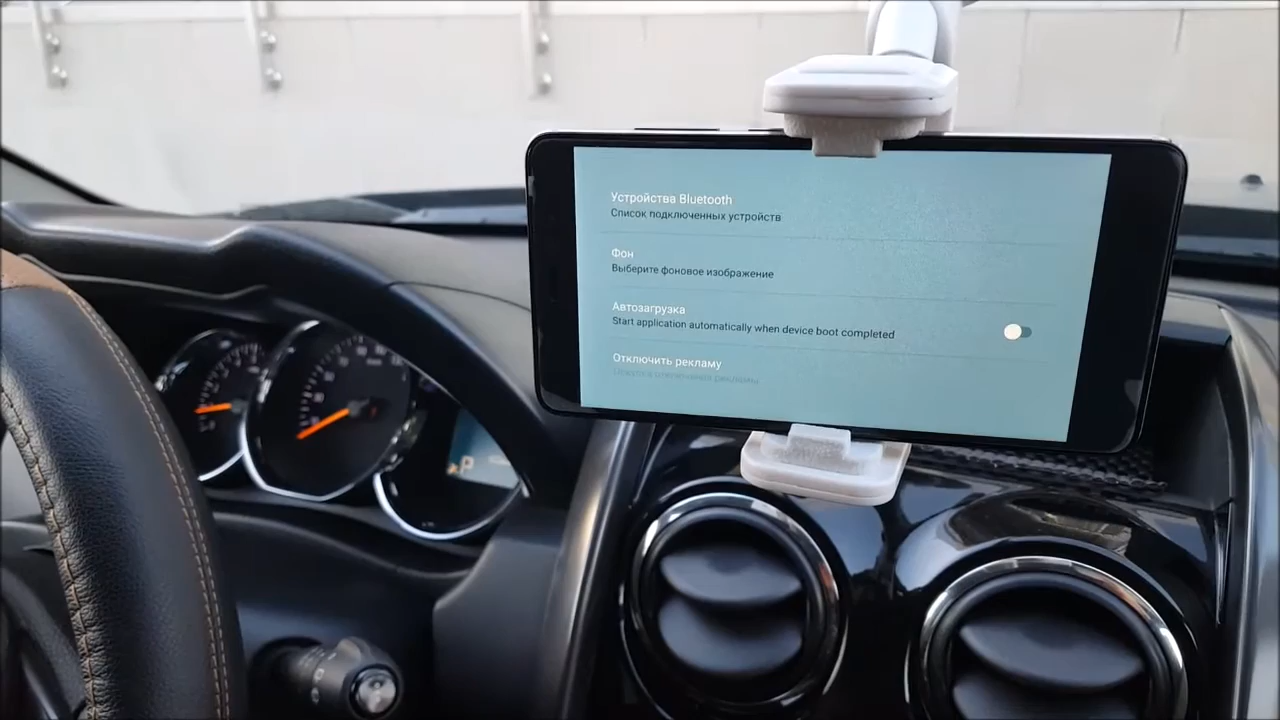 Устройства Bluetooth
Список подключенных устройств
Фон
Выберите фоновое изображение
Автозагрузка
Start application automatically when device boot completed
Отключить рекламу
P